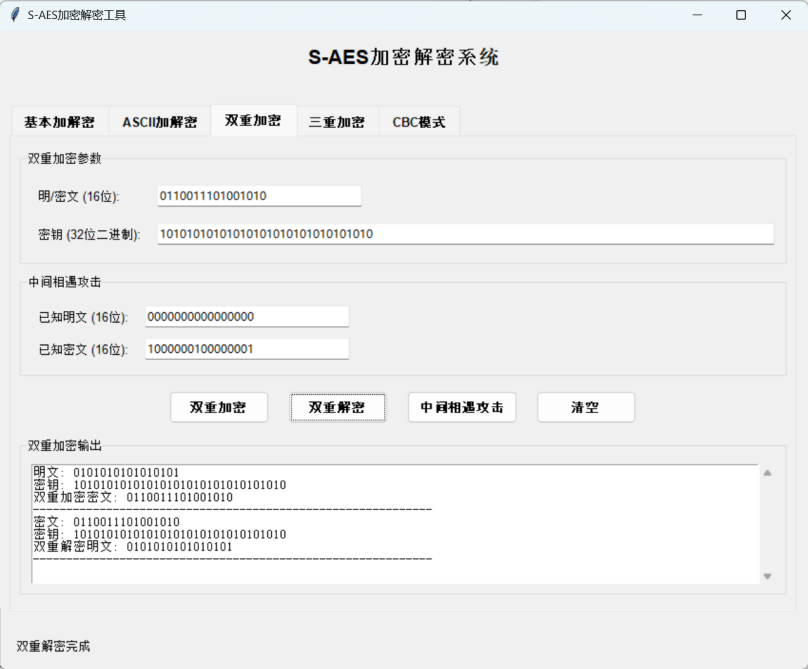 S-AES加密解密工具
S-AES加密解密系统
基本加解密 ASCII加解密 双重加密 三重加密 CBC模式
双重加密参数
明/密文 (16位): 0110011101001010
密钥 (32位二进制): 10101010101010101010101010101010
中间相遇攻击
已知明文 (16位): 0000000000000000
已知密文 (16位): 1000000100000001
双重加密 双重解密 中间相遇攻击 清空
双重加密输出
明文: 0101010101010101
密钥: 10101010101010101010101010101010
双重加密密文: 0110011101001010
------------------------------------------------------------
密文: 0110011101001010
密钥: 10101010101010101010101010101010
双重解密明文: 0101010101010101
------------------------------------------------------------
双重解密完成